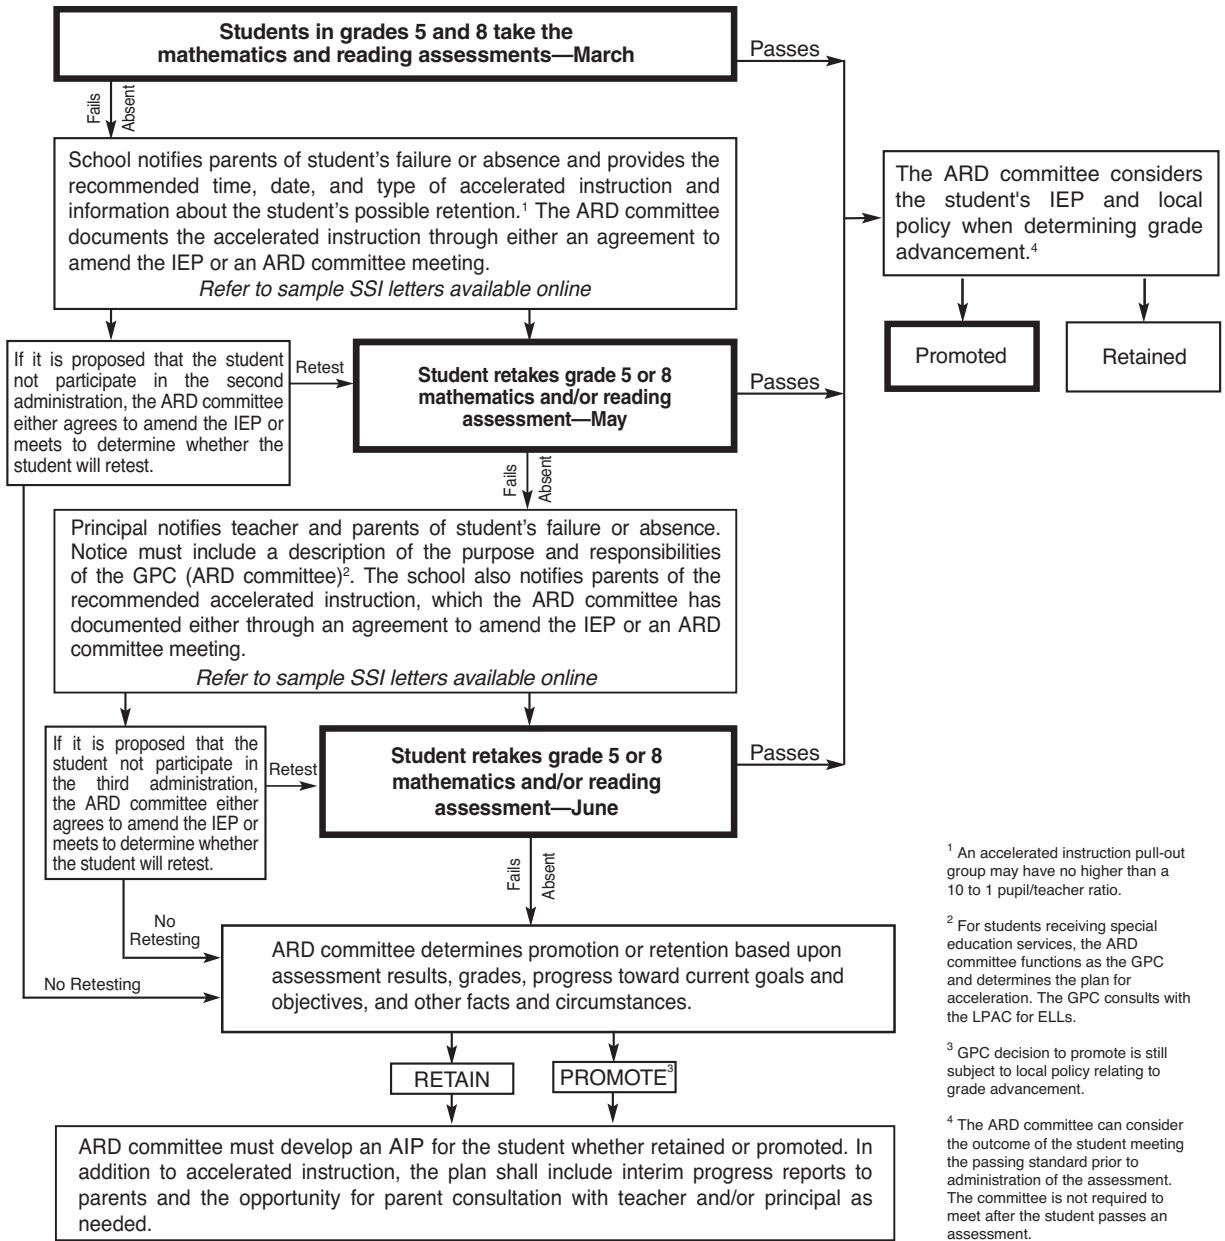 Students in grades 5 and 8 take the
mathematics and reading assessments—March
Passes
Fails
Absent
School notifies parents of student’s failure or absence and provides the
recommended time, date, and type of accelerated instruction and
information about the student’s possible retention.1 The ARD committee
documents the accelerated instruction through either an agreement to
amend the IEP or an ARD committee meeting.
Refer to sample SSI letters available online
The ARD committee considers
the student's IEP and local
policy when determining grade
advancement.4
Promoted
Retained
If it is proposed that the student
not participate in the second
administration, the ARD committee
either agrees to amend the IEP or
meets to determine whether the
student will retest.
Retest
Student retakes grade 5 or 8
mathematics and/or reading
assessment—May
Passes
Fails
Absent
Principal notifies teacher and parents of student’s failure or absence.
Notice must include a description of the purpose and responsibilities
of the GPC (ARD committee)2. The school also notifies parents of the
recommended accelerated instruction, which the ARD committee has
documented either through an agreement to amend the IEP or an ARD
committee meeting.
Refer to sample SSI letters available online
If it is proposed that the
student not participate in
the third administration,
the ARD committee either
agrees to amend the IEP or
meets to determine whether
the student will retest.
Retest
Student retakes grade 5 or 8
mathematics and/or reading
assessment—June
Passes
Fails
Absent
No
Retesting
No Retesting
ARD committee determines promotion or retention based upon
assessment results, grades, progress toward current goals and
objectives, and other facts and circumstances.
RETAIN
PROMOTE3
ARD committee must develop an AIP for the student whether retained or promoted. In
addition to accelerated instruction, the plan shall include interim progress reports to
parents and the opportunity for parent consultation with teacher and/or principal as
needed.
1 An accelerated instruction pull-out
group may have no higher than a
10 to 1 pupil/teacher ratio.
2 For students receiving special
education services, the ARD
committee functions as the GPC
and determines the plan for
acceleration. The GPC consults with
the LPAC for ELLs.
3 GPC decision to promote is still
subject to local policy relating to
grade advancement.
4 The ARD committee can consider
the outcome of the student meeting
the passing standard prior to
administration of the assessment.
The committee is not required to
meet after the student passes an
assessment.